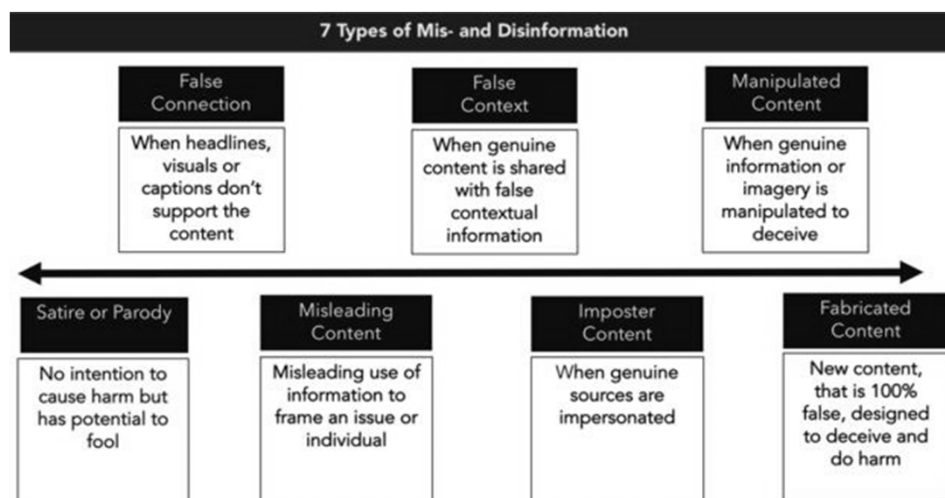 7 Types of Mis- and Disinformation
False
Connection
When headlines,
visuals or
captions don't
support the
content
False
Context
When genuine
content is shared
with false
contextual
information
Manipulated
Content
When genuine
information or
imagery is
manipulated to
deceive
Satire or Parody
No intention to
cause harm but
has potential to
fool
Misleading
Content
Misleading use of
information to
frame an issue or
individual
Imposter
Content
When genuine
sources are
impersonated
Fabricated
Content
New content,
that is 100%
false, designed
to deceive and
do harm